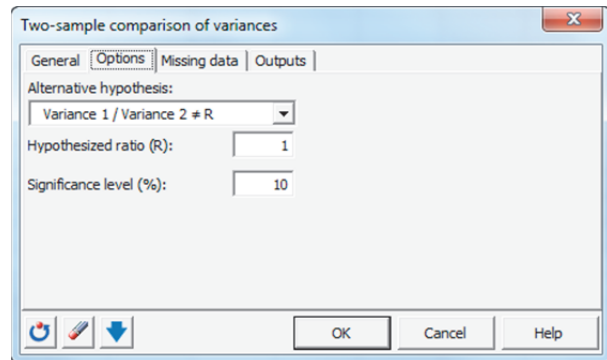 Two-sample comparison of variances
General Options Missing data Outputs
Alternative hypothesis:
Variance 1 / Variance 2 ≠ R
Hypothesized ratio (R): 1
Significance level (%): 10
OK Cancel Help